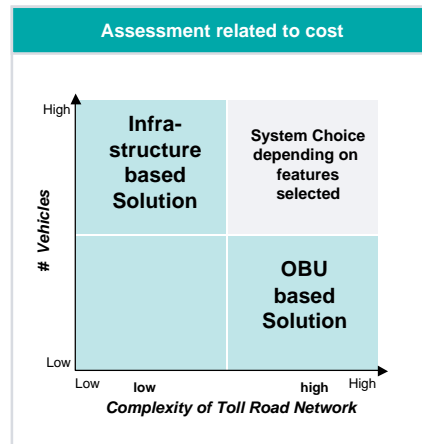 Assessment related to cost
High
Infra-
structure
based
Solution
System Choice
depending on
features
selected
# Vehicles
OBU
based
Solution
Low
Low
low
high
High
Complexity of Toll Road Network